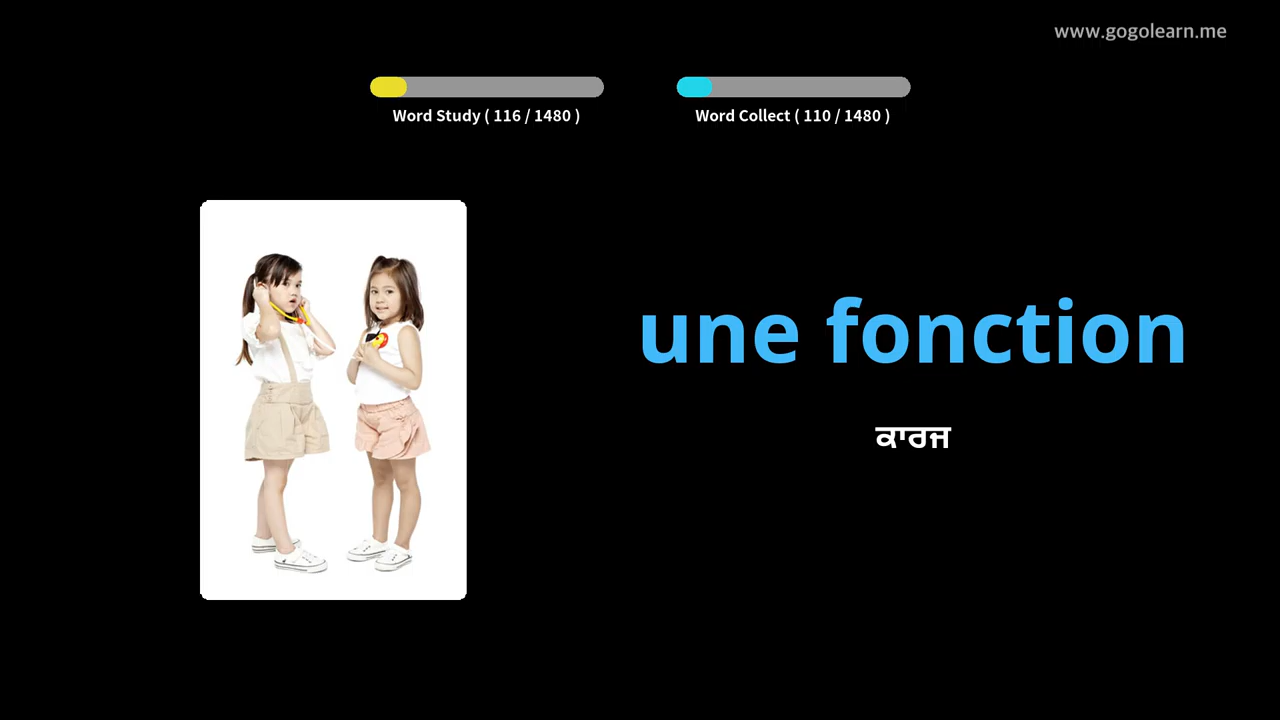 www.gogolearn.me
Word Study ( 116 / 1480 )
Word Collect ( 110 / 1480 )
une fonction
ਕਾਰਜ